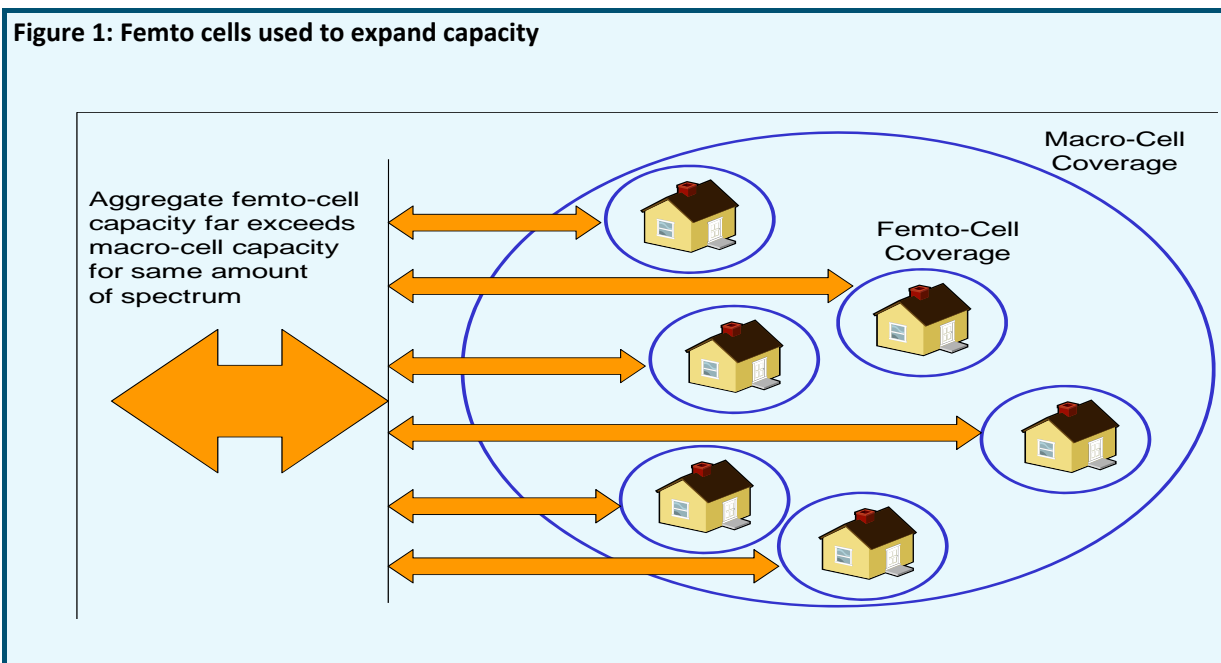 Figure 1: Femto cells used to expand capacity
Macro-Cell
Coverage
Aggregate femto-cell
capacity far exceeds
macro-cell capacity
for same amount
of spectrum
Femto-Cell
Coverage